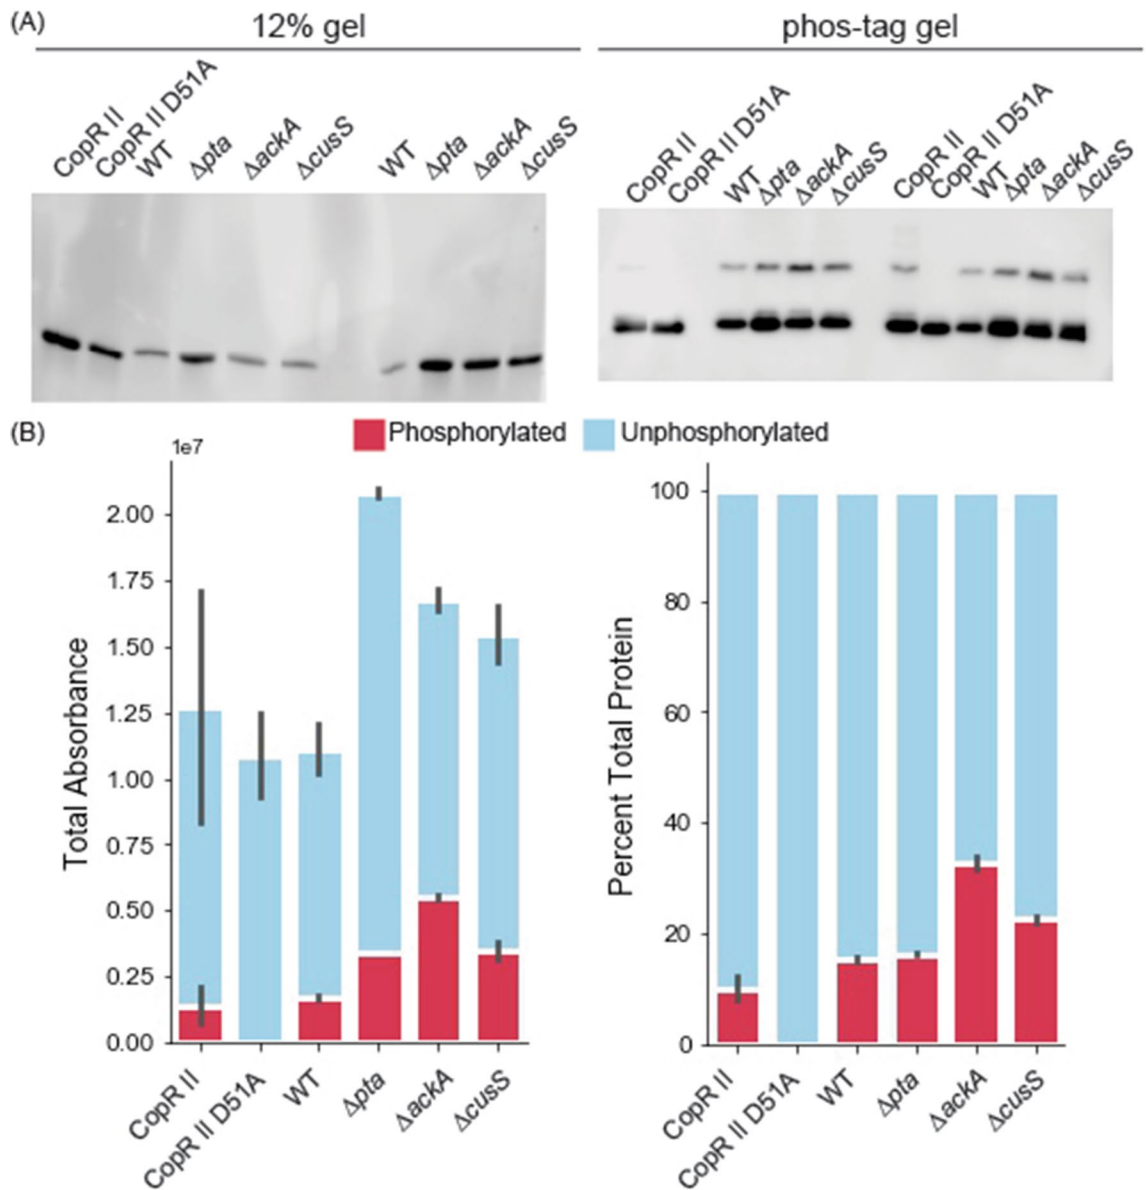 (A)
12% gel
phos-tag gel
CopR II
CopR II D51A
WT
Δpta
ΔackA
ΔcusS
WT
Δpta
ΔackA
ΔcusS
CopR II
CopR II D51A
WT
Δpta
ΔackA
ΔcusS
CopR II
CopR II D51A
WT
Δpta
ΔackA
ΔcusS
(B)
Phosphorylated
Unphosphorylated
1e7
2.00
1.75
1.50
1.25
1.00
0.75
0.50
0.25
0.00
Total Absorbance
CopR II
CopR II D51A
WT
Δpta
ΔackA
ΔcusS
100
80
60
40
20
0
Percent Total Protein
CopR II
CopR II D51A
WT
Δpta
ΔackA
ΔcusS